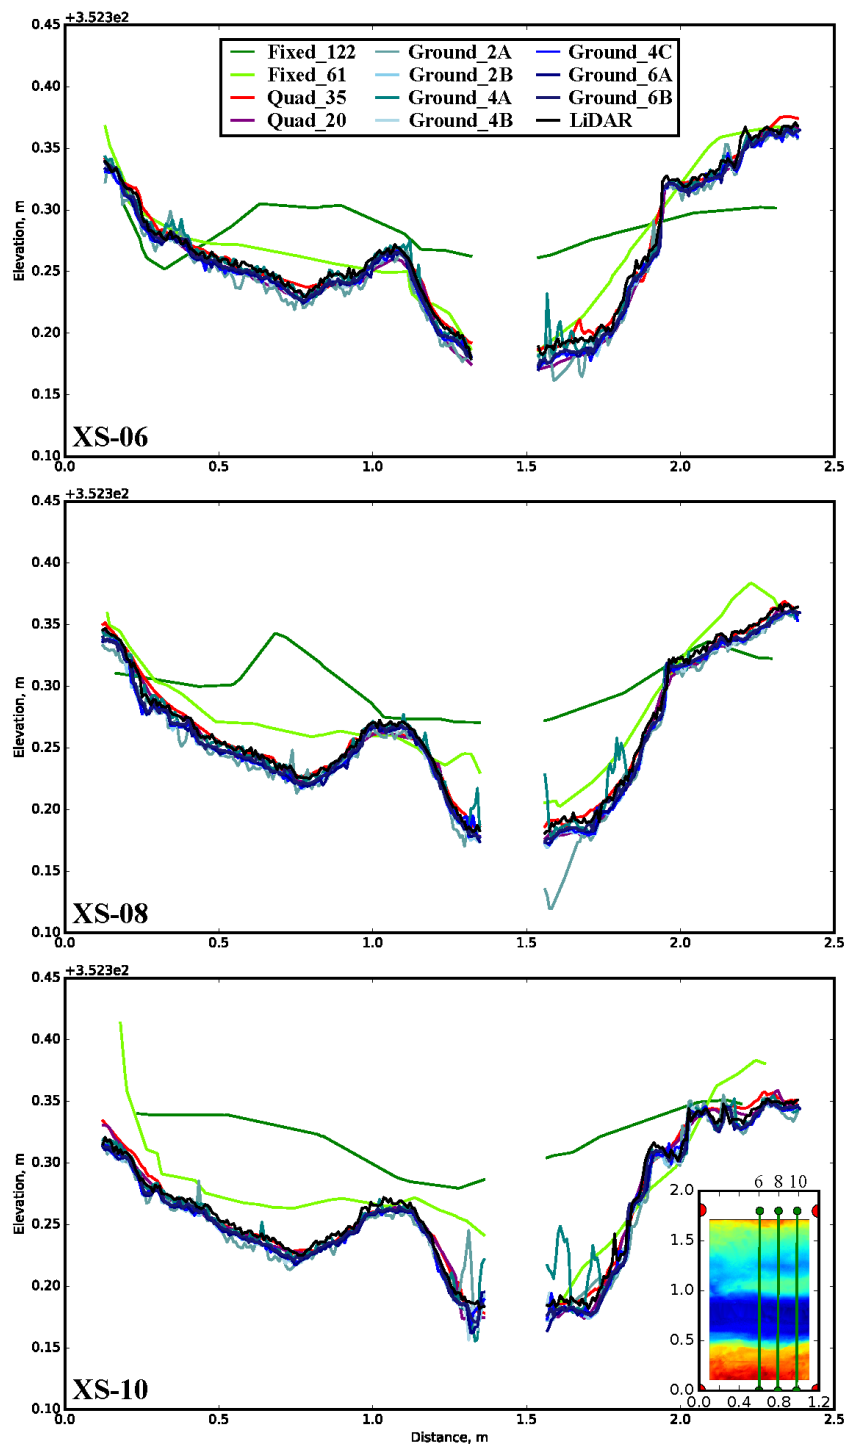 +3.523e2
0.45
0.40
0.35
0.30
0.25
0.20
0.15
0.10
Elevation, m
Fixed_122 Ground_2A Ground_4C
Fixed_61 Ground_2B Ground_6A
Quad_35 Ground_4A Ground_6B
Quad_20 Ground_4B LiDAR
XS-06
0.0 0.5 1.0 1.5 2.0 2.5
+3.523e2
0.45
0.40
0.35
0.30
0.25
0.20
0.15
0.10
Elevation, m
XS-08
0.0 0.5 1.0 1.5 2.0 2.5
+3.523e2
0.45
0.40
0.35
0.30
0.25
0.20
0.15
0.10
Elevation, m
6 8 10
2.0
1.5
1.0
0.5
0.0
0.0 0.4 0.8 1.2
XS-10
0.0 0.5 1.0 1.5 2.0 2.5
Distance, m